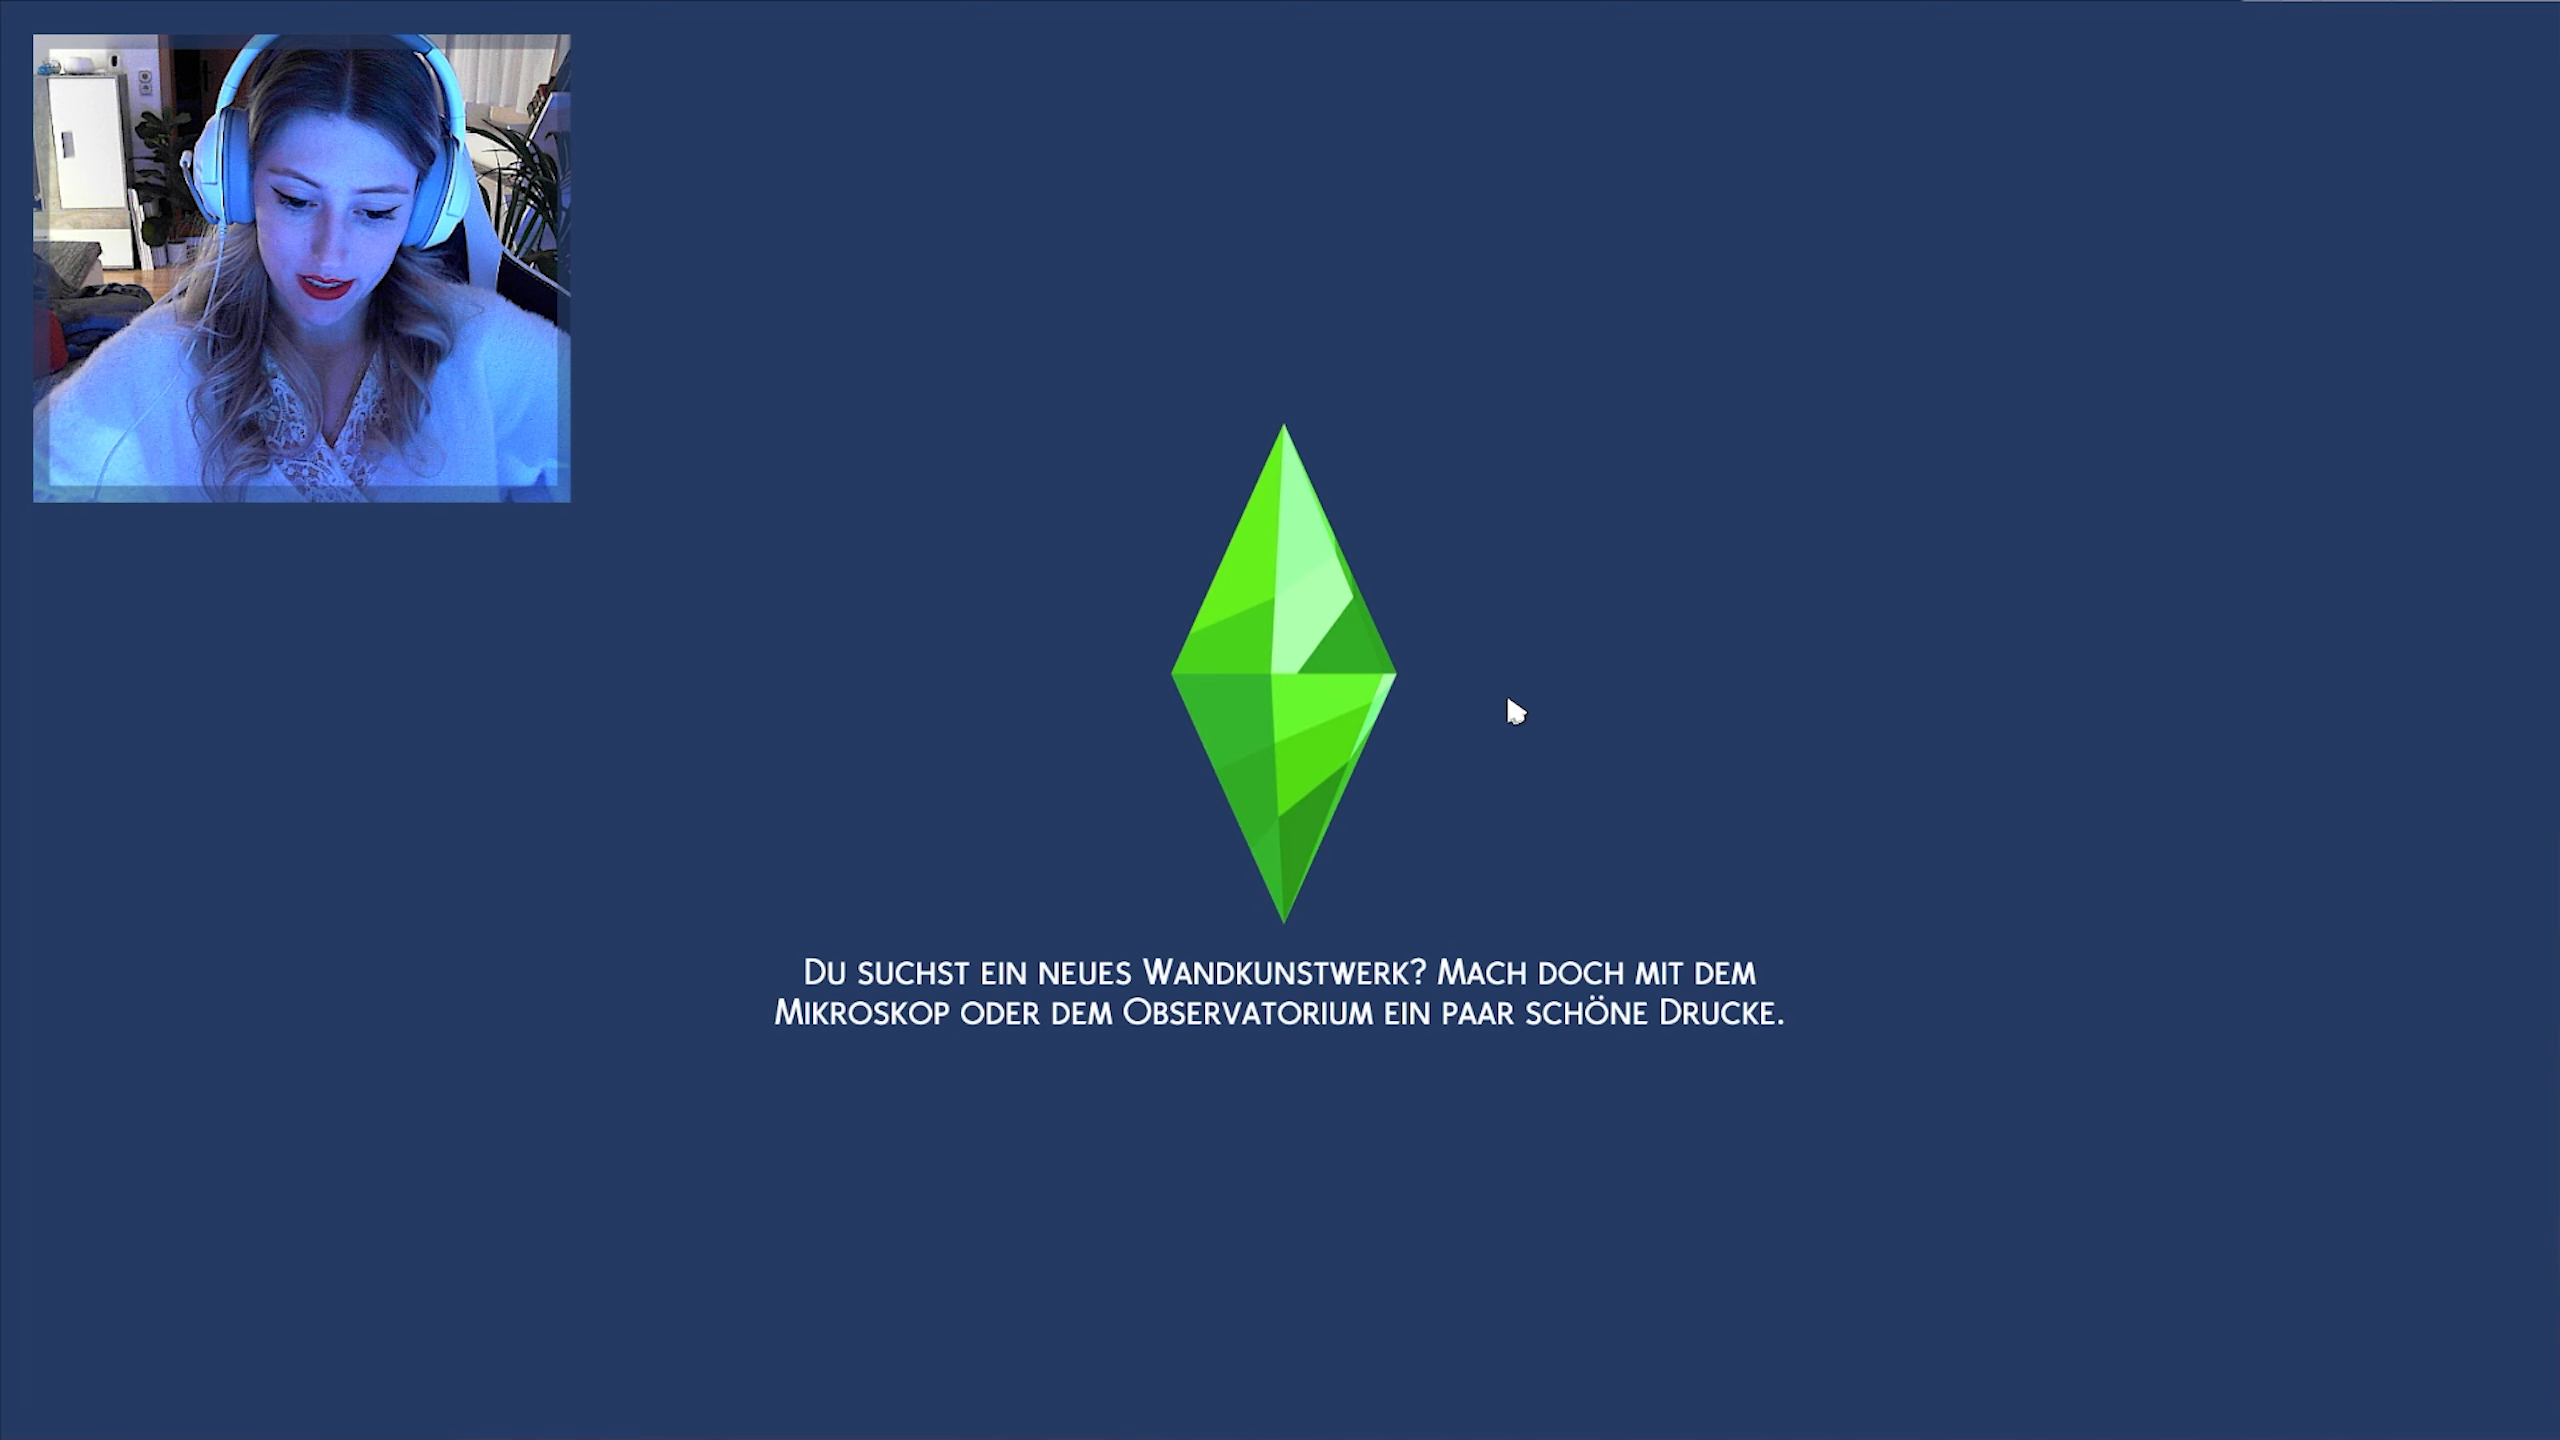 Du suchst ein neues Wandkunstwerk? Mach doch mit dem
Mikroskop oder dem Observatorium ein paar schöne Drucke.